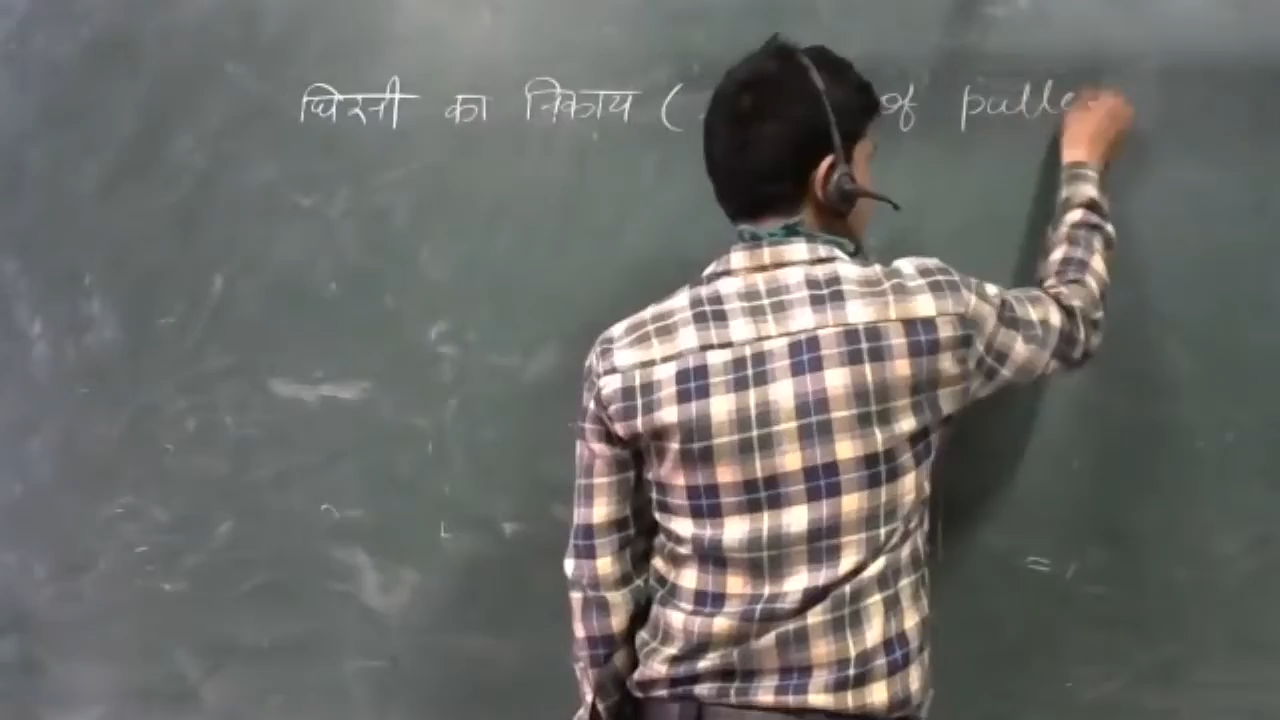 घिरनी का निकाय ( of pulle